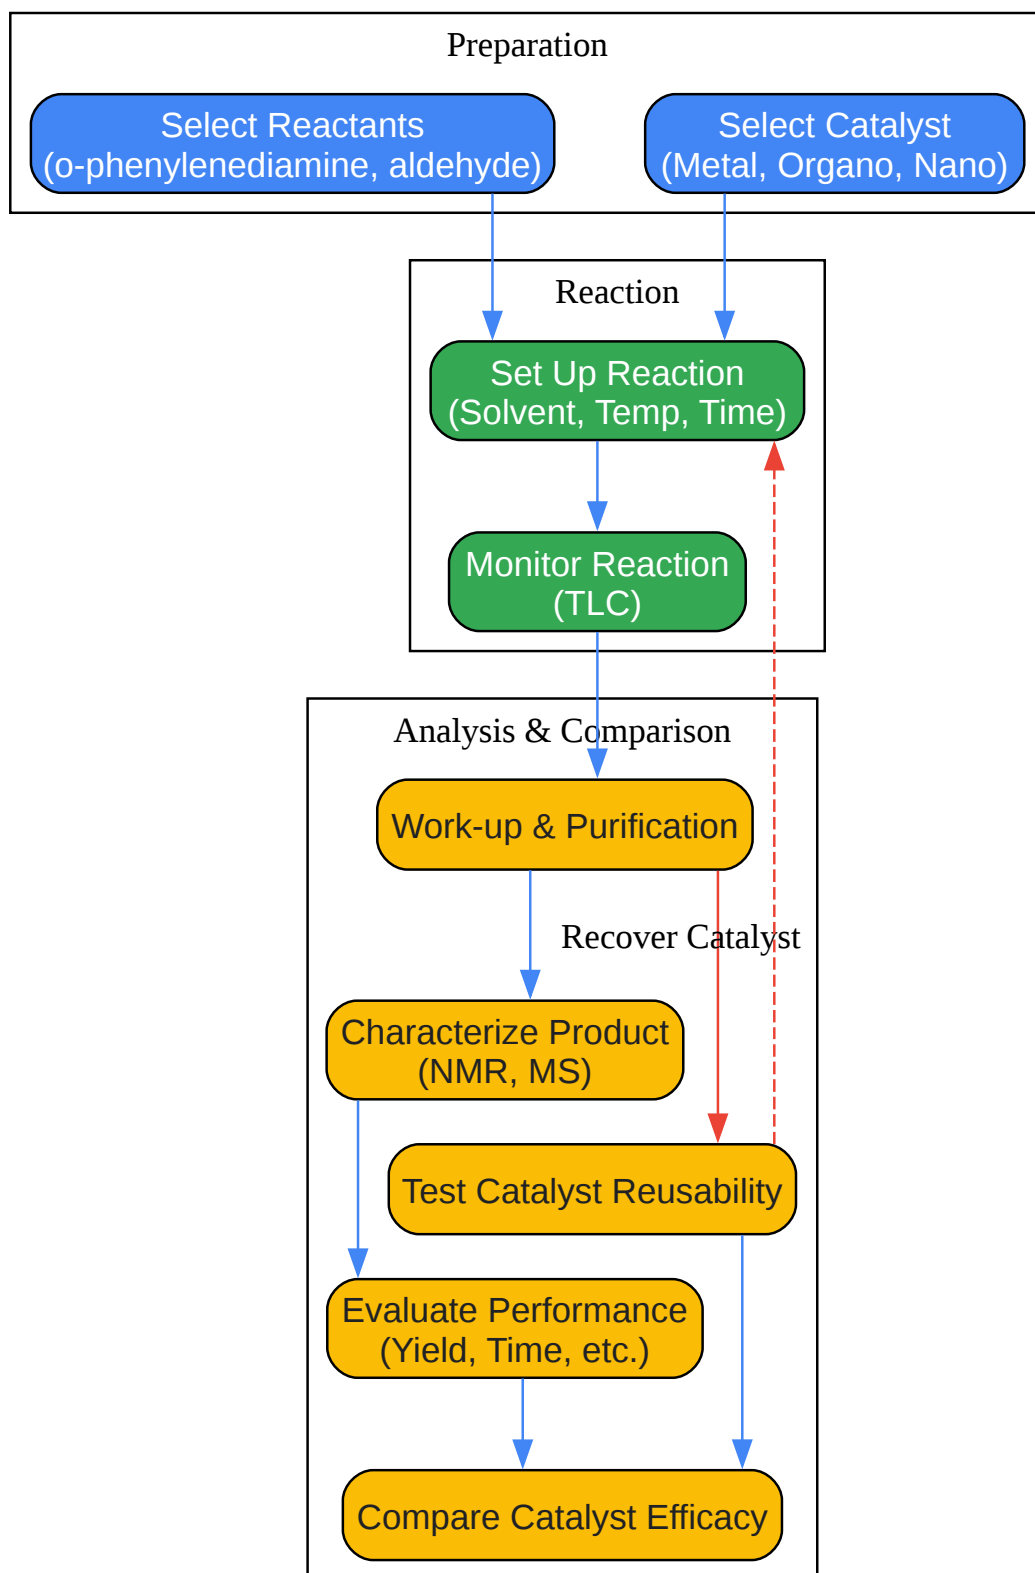 Preparation
Select Reactants
(o-phenylenediamine, aldehyde)
Select Catalyst
(Metal, Organo, Nano)
Reaction
Set Up Reaction
(Solvent, Temp, Time)
Monitor Reaction
(TLC)
Analysis & Comparison
Work-up & Purification
Recover Catalyst
Characterize Product
(NMR, MS)
Test Catalyst Reusability
Evaluate Performance
(Yield, Time, etc.)
Compare Catalyst Efficacy